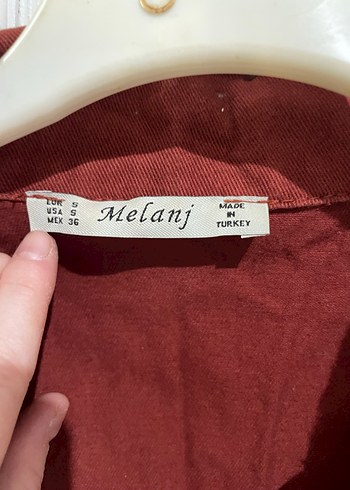 EUR S
USA S
MEX 36
Melanj
MADE
IN
TURKEY